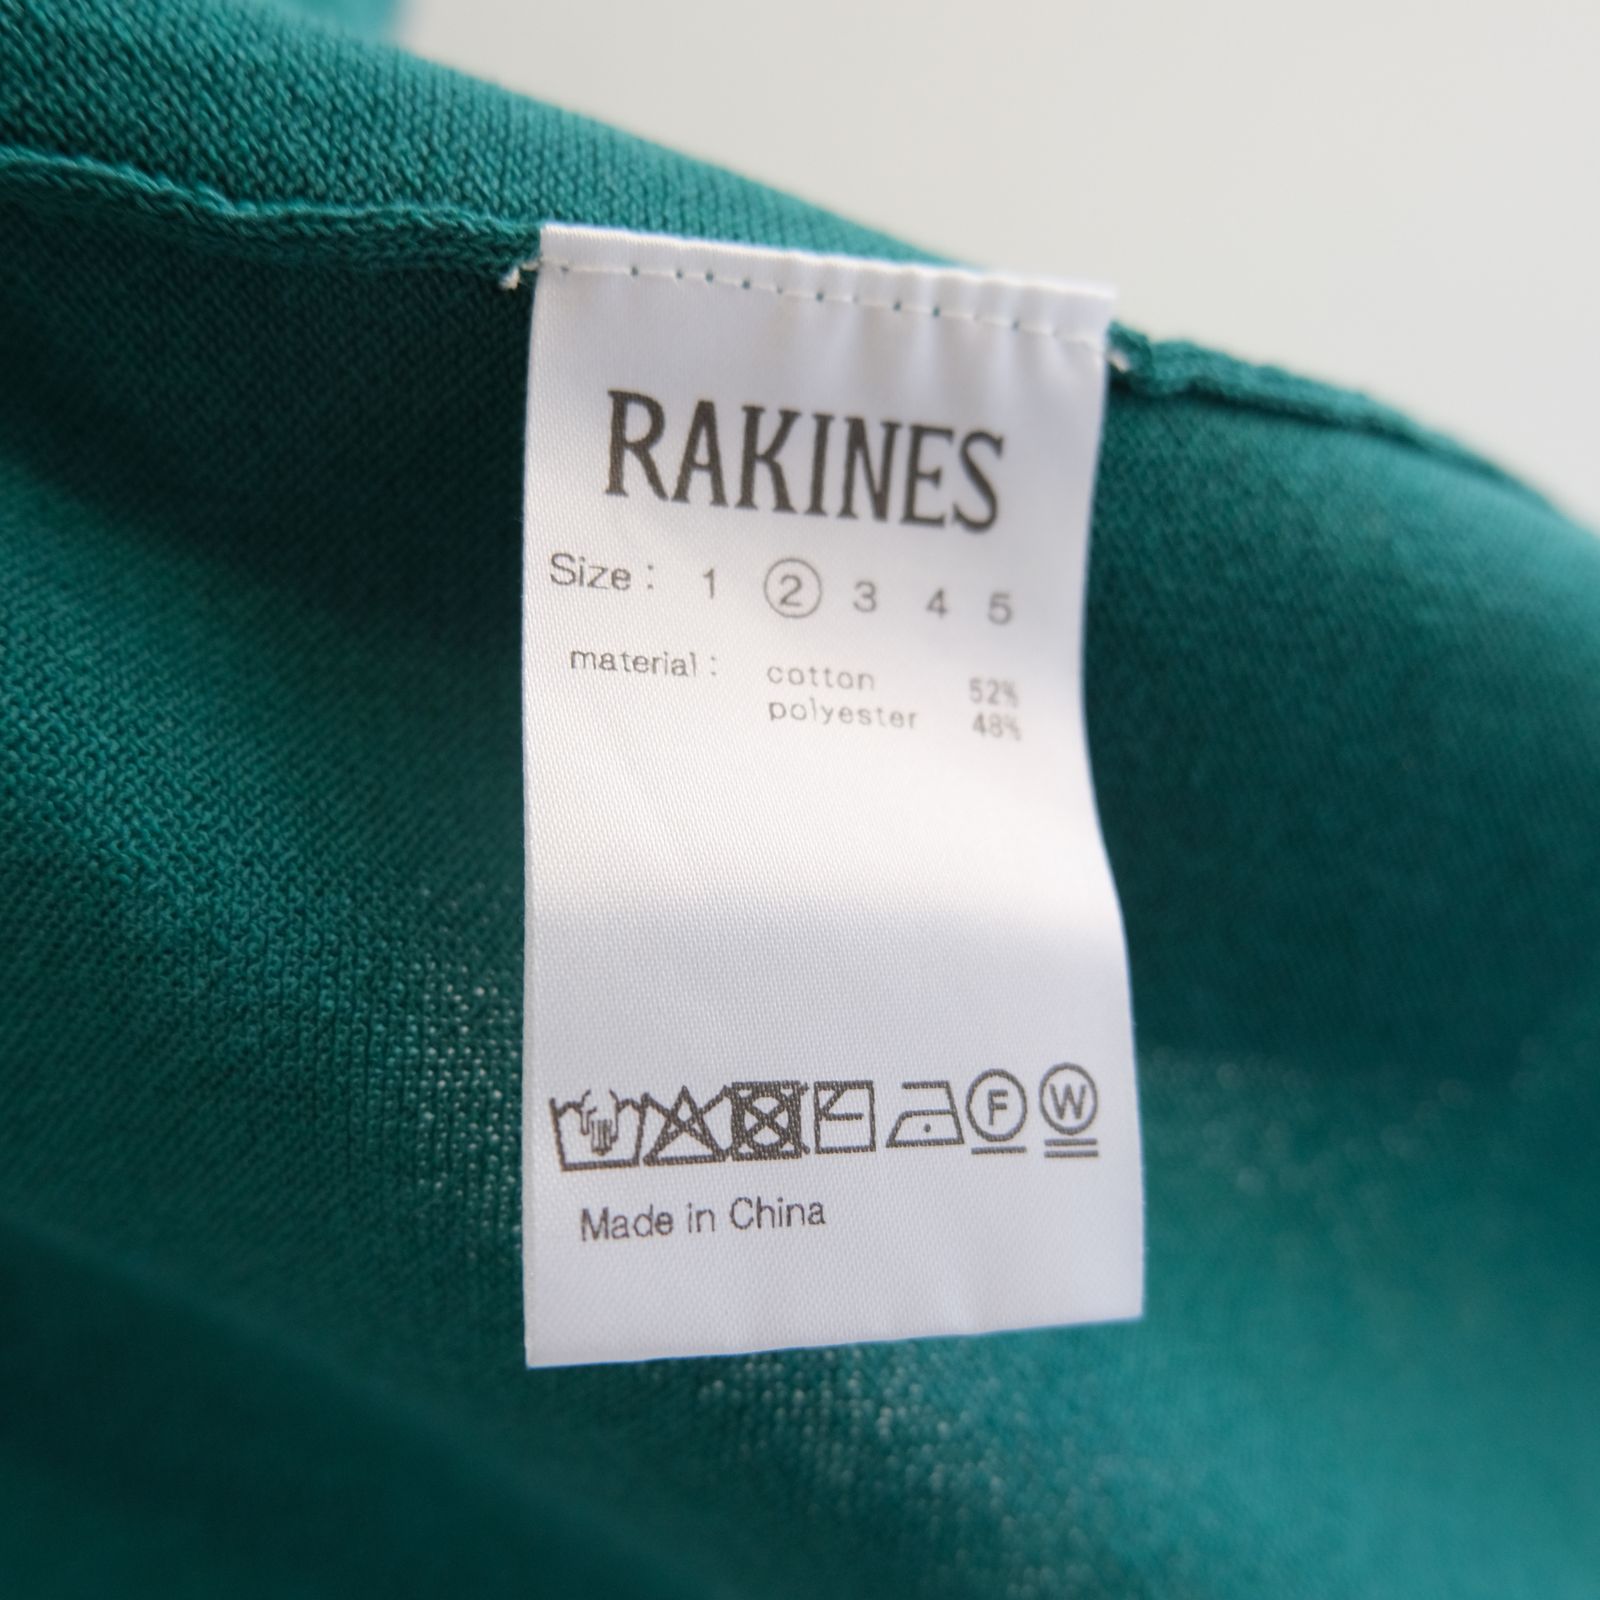 RAKINES
Size: 1 2 3 4 5
material: cotton 52%
polyester 48%
F W
Made in China